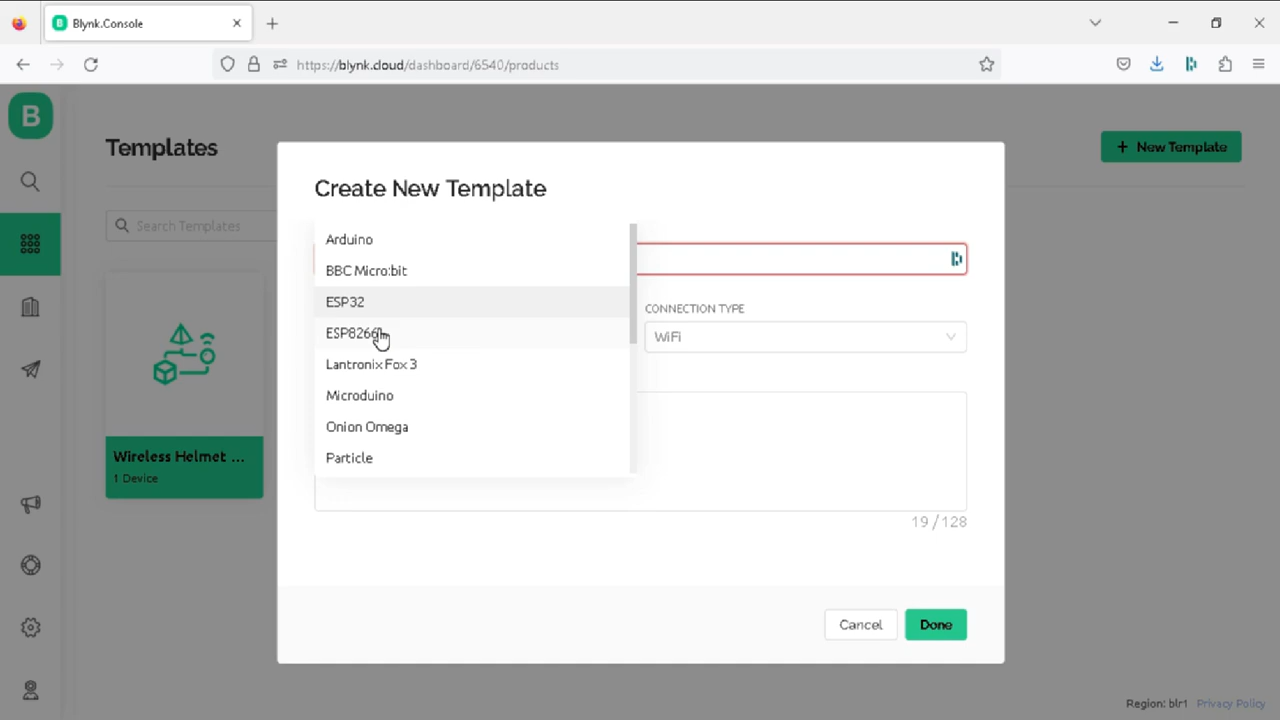 Blynk.Console
https://blynk.cloud/dashboard/6540/products
B
Templates
+ New Template
Search Templates
Create New Template
Arduino
BBC Micro:bit
ESP32
ESP8266
Lantronix Fox 3
Microduino
Onion Omega
Particle
CONNECTION TYPE
WiFi
19 / 128
Wireless Helmet ...
1 Device
Cancel
Done
Region: blr1 Privacy Policy